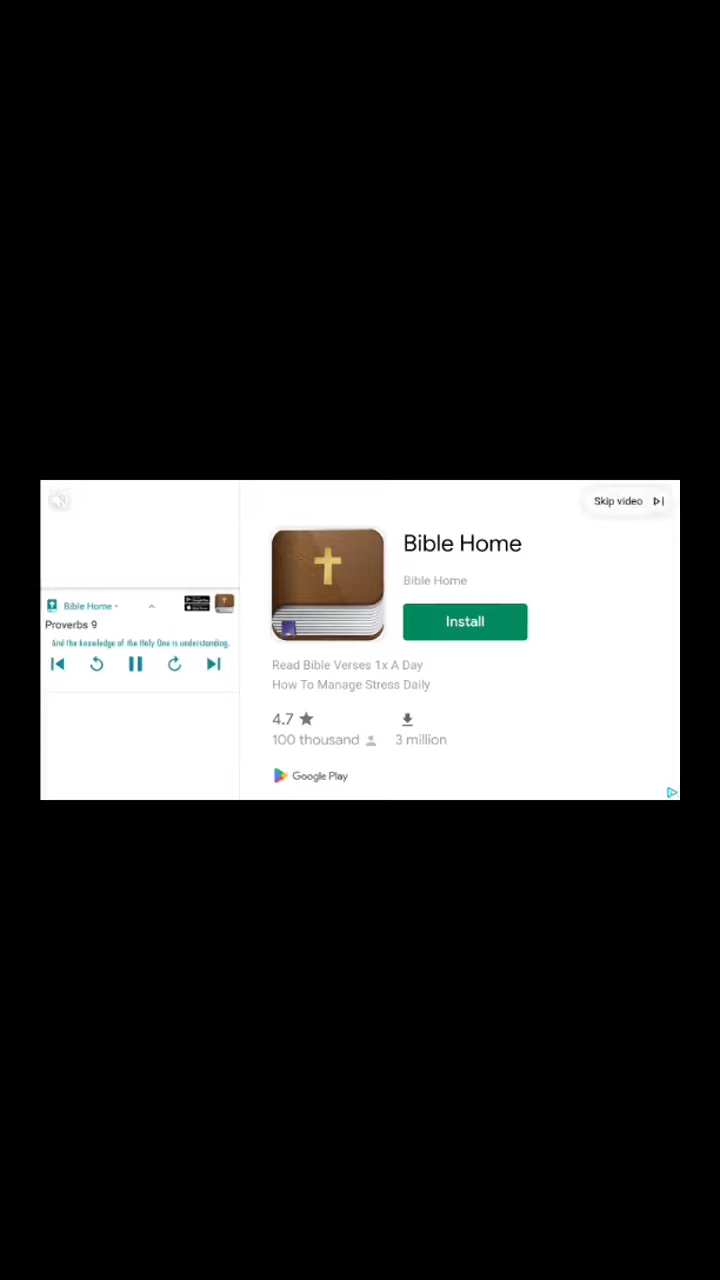 Skip video
Bible Home
Proverbs 9
And the knowledge of the Holy One is understanding.
Bible Home
Bible Home
Install
Read Bible Verses 1x A Day
How To Manage Stress Daily
4.7
100 thousand
3 million
Google Play